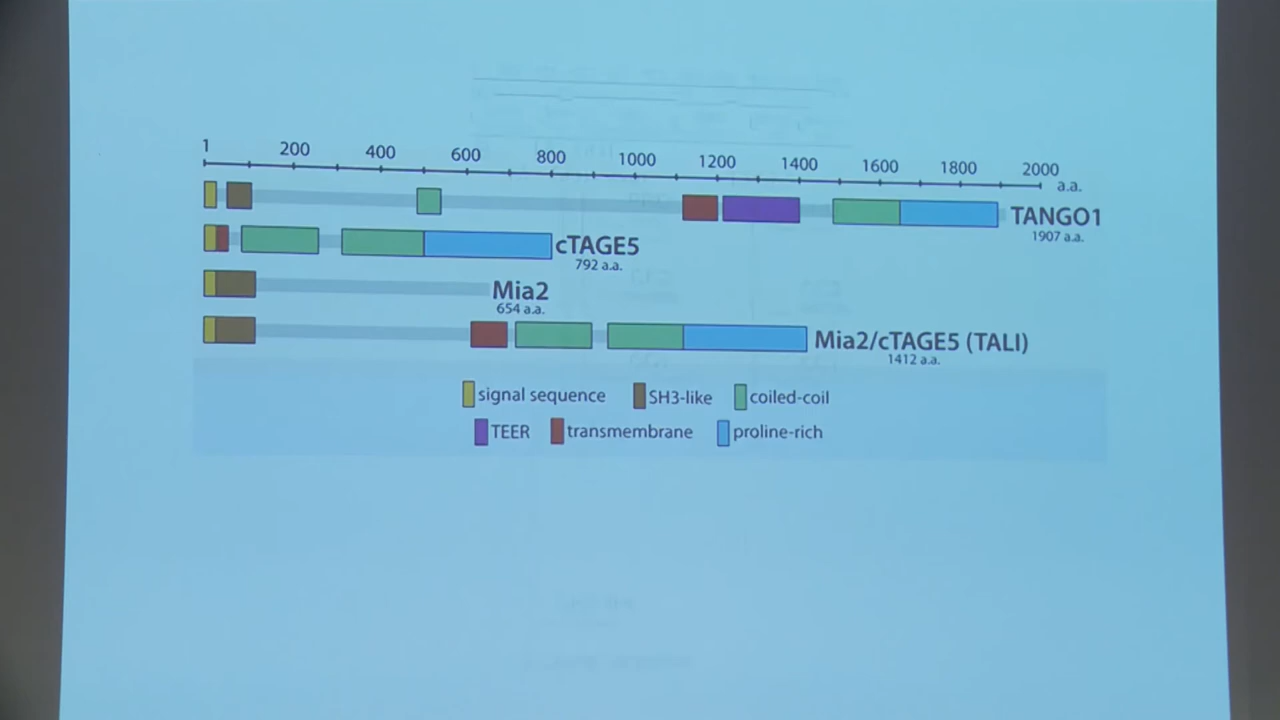 1 200 400 600 800 1000 1200 1400 1600 1800 2000
a.a.
TANGO1
1907 a.a.
cTAGE5
792 a.a.
Mia2
654 a.a.
Mia2/cTAGE5 (TALI)
1412 a.a.
signal sequence SH3-like coiled-coil
TEER transmembrane proline-rich